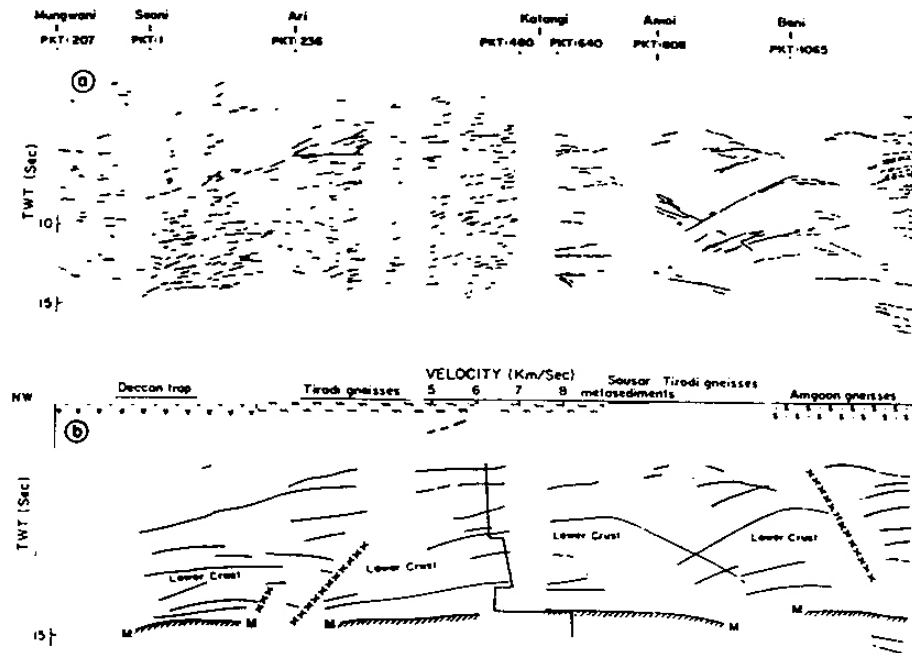 Mungwani Seoni Ari Katangi Amoi Beni
PKT-207 PKT-1 PKT-236 PKT-480 PKT-640 PKT-808 PKT-1065
a
TWT (Sec)
10
15
VELOCITY (Km/Sec)
NW Deccan trap Tirodi gneisses 5 6 7 8 Sausar metasediments Tirodi gneisses Amgaon gneisses
b
TWT (Sec)
Lower Crust Lower Crust Lower Crust Lower Crust
M M M M M
15